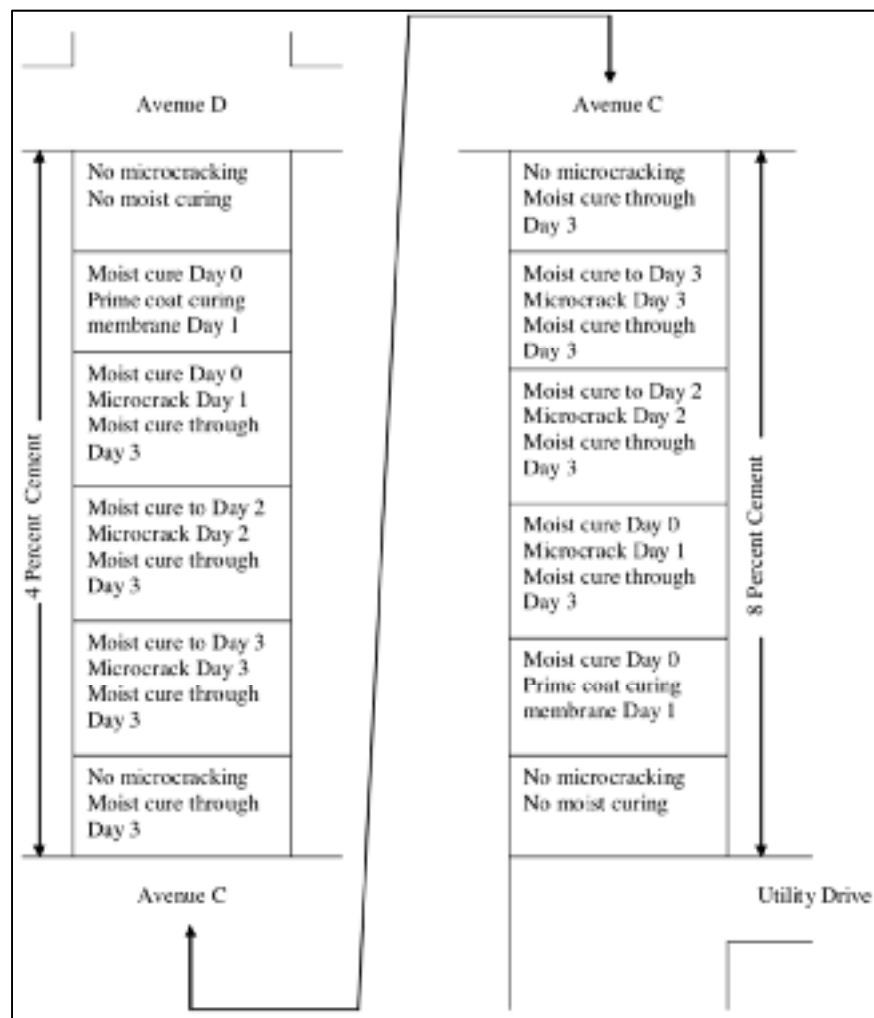 Avenue D
No microcracking
No moist curing
Moist cure Day 0
Prime coat curing
membrane Day 1
Moist cure Day 0
Microcrack Day 1
Moist cure through
Day 3
Moist cure to Day 2
Microcrack Day 2
Moist cure through
Day 3
Moist cure to Day 3
Microcrack Day 3
Moist cure through
Day 3
No microcracking
Moist cure through
Day 3
4 Percent Cement
Avenue C
Avenue C
No microcracking
Moist cure through
Day 3
Moist cure to Day 3
Microcrack Day 3
Moist cure through
Day 3
Moist cure to Day 2
Microcrack Day 2
Moist cure through
Day 3
Moist cure Day 0
Microcrack Day 1
Moist cure through
Day 3
Moist cure Day 0
Prime coat curing
membrane Day 1
No microcracking
No moist curing
8 Percent Cement
Utility Drive